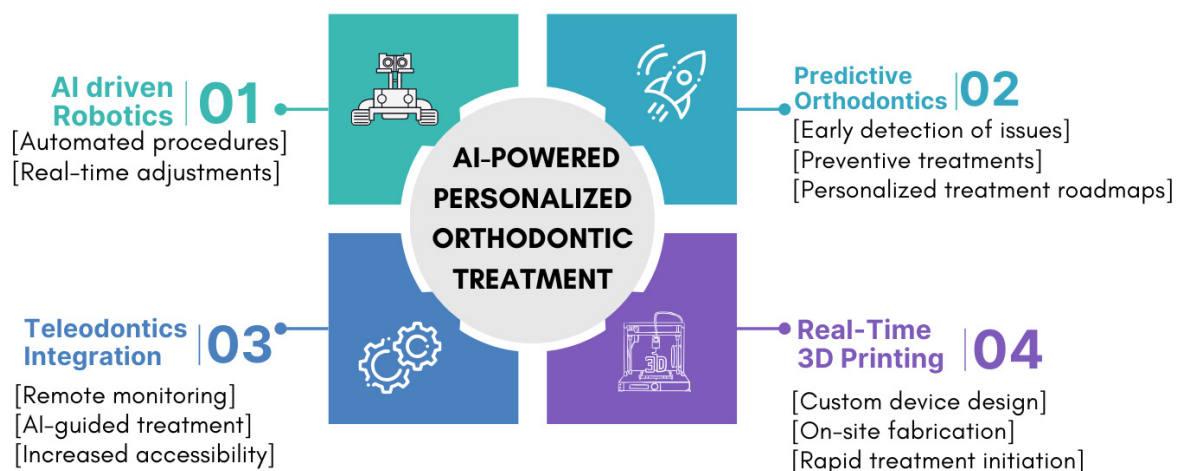 AI driven
Robotics
01
[Automated procedures]
[Real-time adjustments]
Predictive
Orthodontics
02
[Early detection of issues]
[Preventive treatments]
[Personalized treatment roadmaps]
AI-POWERED
PERSONALIZED
ORTHODONTIC
TREATMENT
Teleodontics
Integration
03
[Remote monitoring]
[AI-guided treatment]
[Increased accessibility]
3D
Real-Time
3D Printing
04
[Custom device design]
[On-site fabrication]
[Rapid treatment initiation]